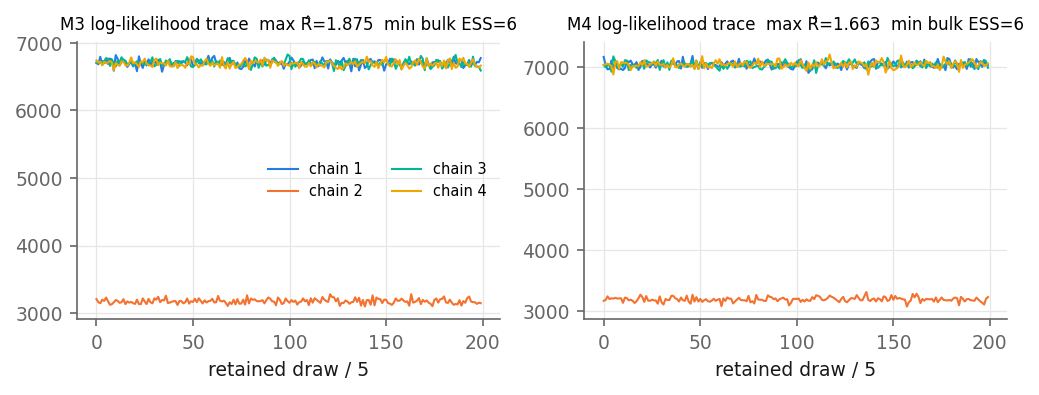 M3 log-likelihood trace  max R̂=1.875  min bulk ESS=6
7000
6000
5000
4000
3000
chain 1
chain 2
chain 3
chain 4
0
50
100
150
200
retained draw / 5
M4 log-likelihood trace  max R̂=1.663  min bulk ESS=6
7000
6000
5000
4000
3000
0
50
100
150
200
retained draw / 5